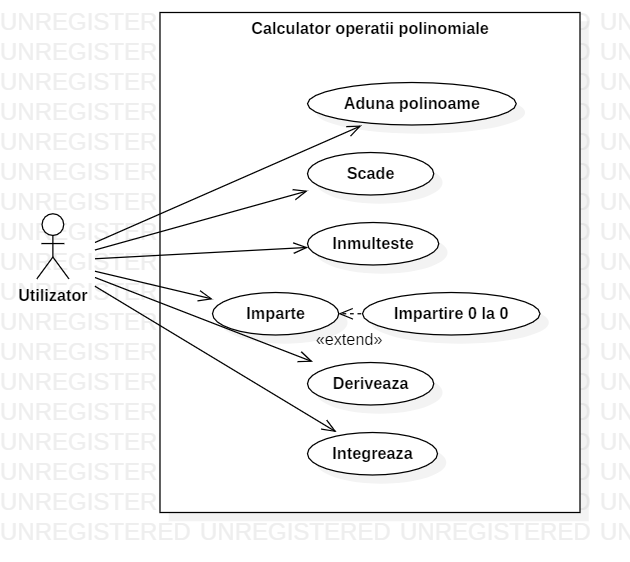 Calculator operatii polinomiale
Aduna polinoame
Scade
Inmulteste
Utilizator
Imparte
Impartire 0 la 0
«extend»
Deriveaza
Integreaza
UNREGISTERED UNREGISTERED UNREGISTERED UN